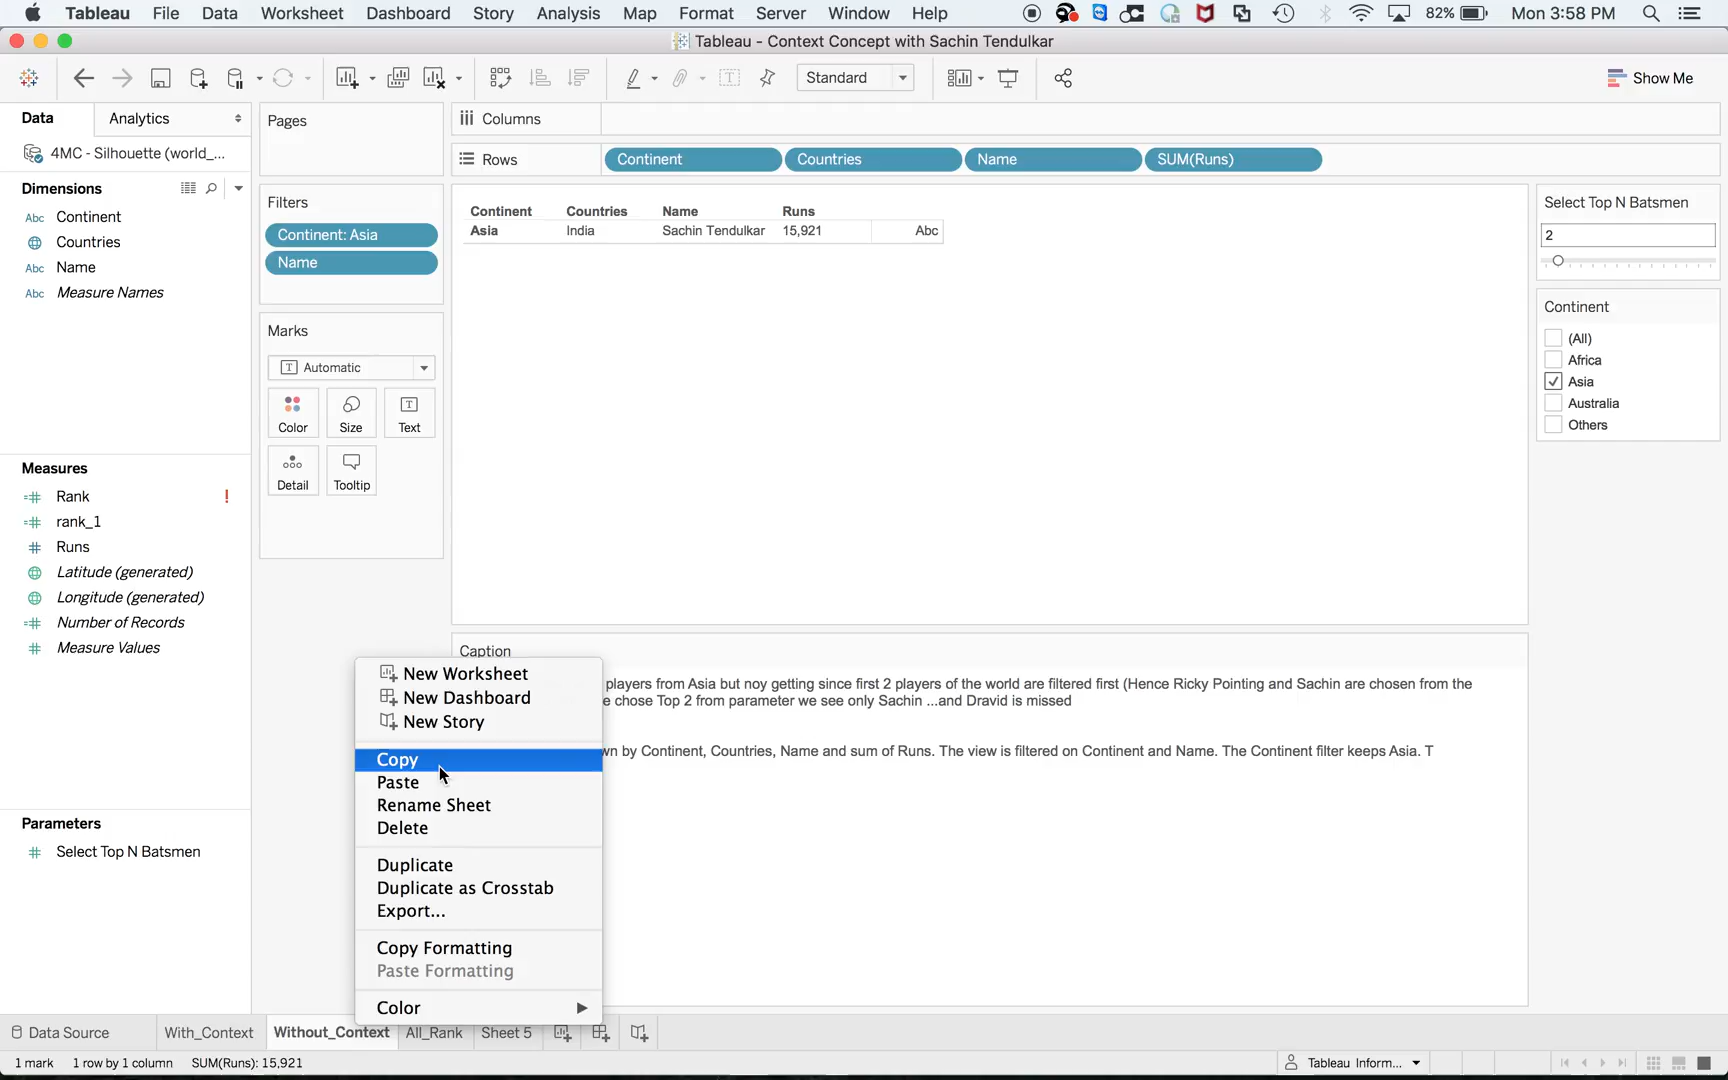 Tableau File Data Worksheet Dashboard Story Analysis Map Format Server Window Help 82% Mon 3:58 PM
Tableau - Context Concept with Sachin Tendulkar
Standard Show Me
Data Analytics
4MC - Silhouette (world_...
Dimensions
Abc Continent
Countries
Abc Name
Abc Measure Names
Measures
Rank !
rank_1
Runs
Latitude (generated)
Longitude (generated)
Number of Records
Measure Values
Parameters
Select Top N Batsmen
Pages
Filters
Continent: Asia
Name
Marks
Automatic
Color Size Text
Detail Tooltip
Columns
Rows Continent Countries Name SUM(Runs)
Continent Countries Name Runs
Asia India Sachin Tendulkar 15,921 Abc
Select Top N Batsmen
2
Continent
(All)
Africa
Asia
Australia
Others
Caption
players from Asia but noy getting since first 2 players of the world are filtered first (Hence Ricky Pointing and Sachin are chosen from the
e chose Top 2 from parameter we see only Sachin ...and Dravid is missed
wn by Continent, Countries, Name and sum of Runs. The view is filtered on Continent and Name. The Continent filter keeps Asia. T
New Worksheet
New Dashboard
New Story
Copy
Paste
Rename Sheet
Delete
Duplicate
Duplicate as Crosstab
Export...
Copy Formatting
Paste Formatting
Color
Data Source With_Context Without_Context All_Rank Sheet 5
1 mark 1 row by 1 column SUM(Runs): 15,921 Tableau Inform...